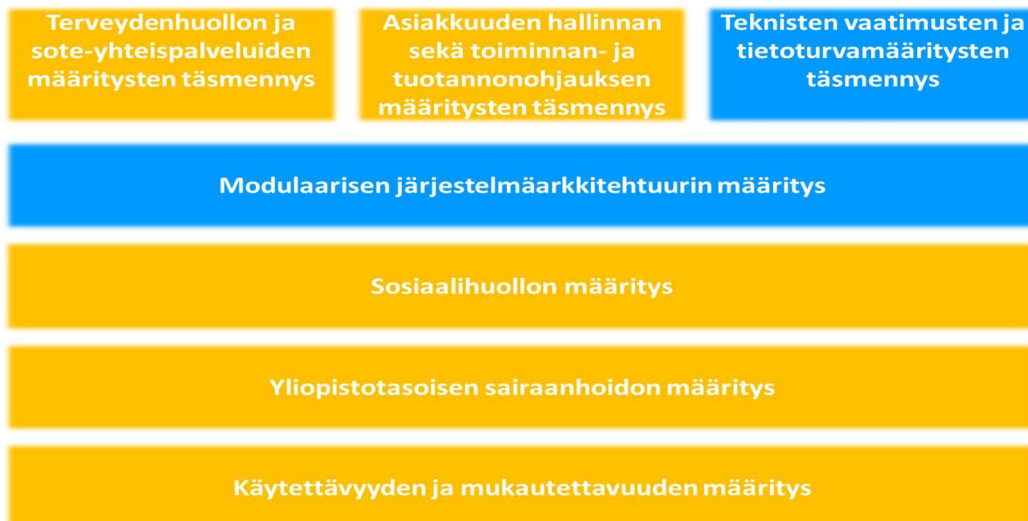 Terveydenhuollon ja
sote-yhteispalveluiden
määritysten täsmennys
Asiakkuuden hallinnan
sekä toiminnan- ja
tuotannonohjauksen
määritysten täsmennys
Teknisten vaatimusten ja
tietoturvamääritysten
täsmennys
Modulaarisen järjestelmäarkkitehtuurin määritys
Sosiaalihuollon määritys
Yliopistotasoisen sairaanhoidon määritys
Käytettävyyden ja mukautettavuuden määritys